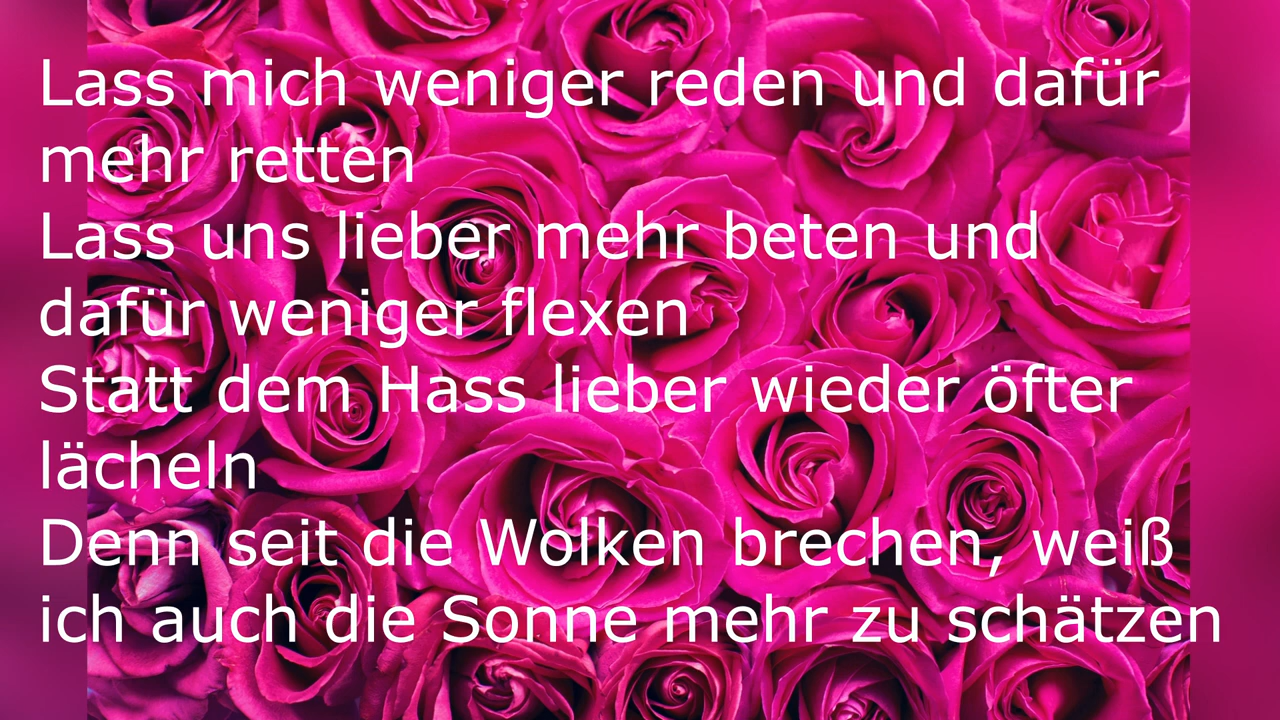 Lass mich weniger reden und dafür
mehr retten
Lass uns lieber mehr beten und
dafür weniger flexen
Statt dem Hass lieber wieder öfter
lächeln
Denn seit die Wolken brechen, weiß
ich auch die Sonne mehr zu schätzen